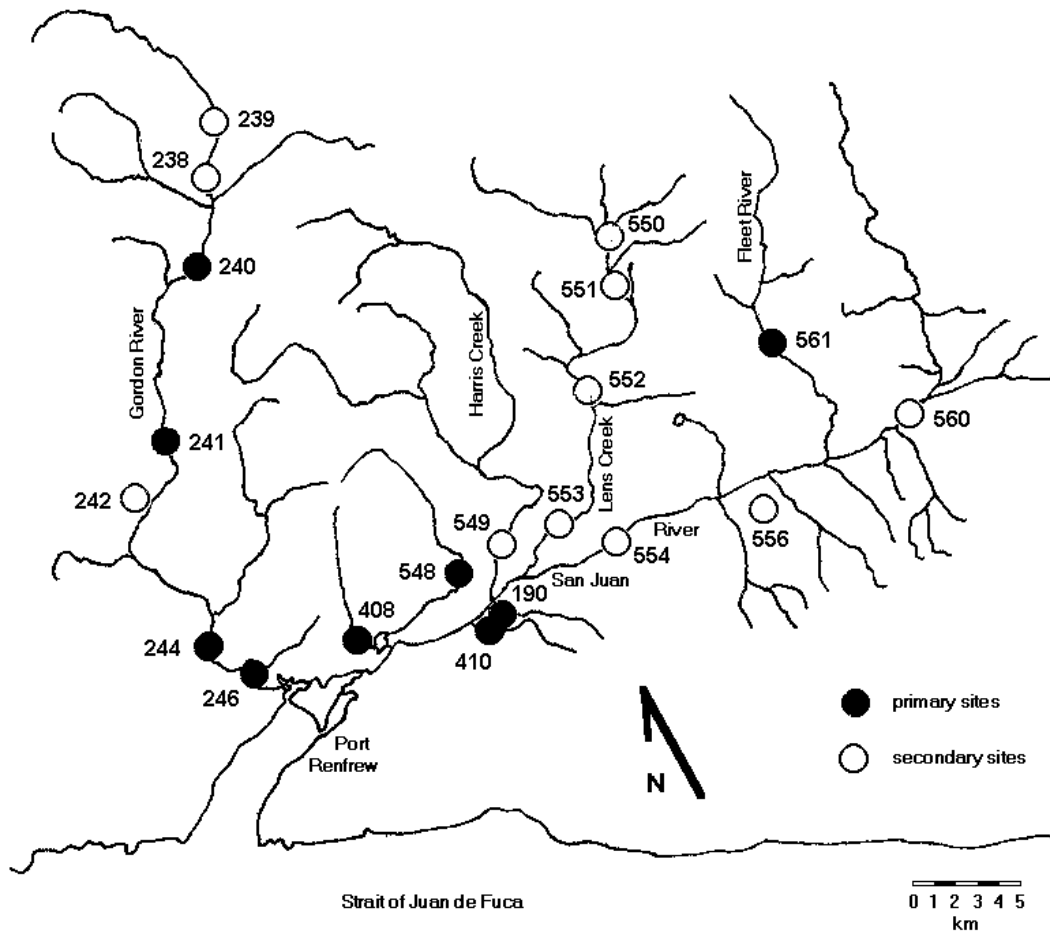 239
238
550
Fleet River
240
551
Gordon River
Harris Creek
561
552
560
241
Lens Creek
242
553
549
River
556
554
548
San Juan
190
408
244
410
246
primary sites
Port
Renfrew
secondary sites
N
Strait of Juan de Fuca
0 1 2 3 4 5
km